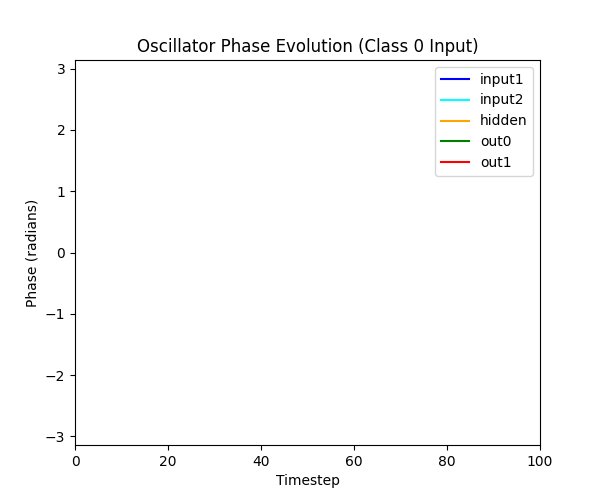 Oscillator Phase Evolution (Class 0 Input)
input1
input2
hidden
out0
out1
Phase (radians)
3
2
1
0
−1
−2
−3
0 20 40 60 80 100
Timestep